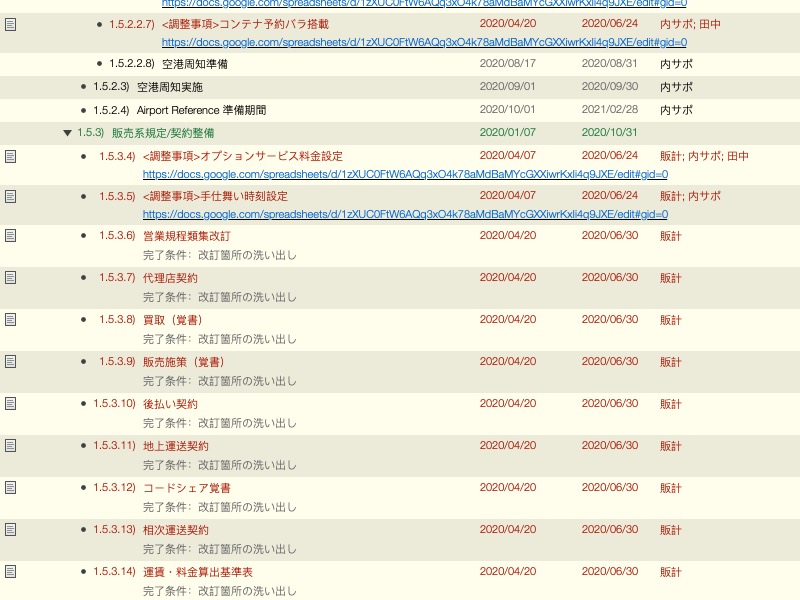 https://docs.google.com/spreadsheets/d/1zXUC0FtW6AQq3xO4k78aMdBaMYcGXXiwrKxli4q9JXE/edit#gid=0
1.5.2.2.7) <調整事項>コンテナ予約バラ搭載 2020/04/20 2020/06/24 内サポ; 田中
https://docs.google.com/spreadsheets/d/1zXUC0FtW6AQq3xO4k78aMdBaMYcGXXiwrKxli4q9JXE/edit#gid=0
1.5.2.2.8) 空港周知準備 2020/08/17 2020/08/31 内サポ
1.5.2.3) 空港周知実施 2020/09/01 2020/09/30 内サポ
1.5.2.4) Airport Reference 準備期間 2020/10/01 2021/02/28 内サポ
1.5.3) 販売系規定/契約整備 2020/01/07 2020/10/31
1.5.3.4) <調整事項>オプションサービス料金設定 2020/04/07 2020/06/24 販計; 内サポ; 田中
https://docs.google.com/spreadsheets/d/1zXUC0FtW6AQq3xO4k78aMdBaMYcGXXiwrKxli4q9JXE/edit#gid=0
1.5.3.5) <調整事項>手仕舞い時刻設定 2020/04/07 2020/06/24 販計; 内サポ
https://docs.google.com/spreadsheets/d/1zXUC0FtW6AQq3xO4k78aMdBaMYcGXXiwrKxli4q9JXE/edit#gid=0
1.5.3.6) 営業規程類集改訂 2020/04/20 2020/06/30 販計
完了条件：改訂箇所の洗い出し
1.5.3.7) 代理店契約 2020/04/20 2020/06/30 販計
完了条件：改訂箇所の洗い出し
1.5.3.8) 買取（覚書） 2020/04/20 2020/06/30 販計
完了条件：改訂箇所の洗い出し
1.5.3.9) 販売施策（覚書） 2020/04/20 2020/06/30 販計
完了条件：改訂箇所の洗い出し
1.5.3.10) 後払い契約 2020/04/20 2020/06/30 販計
完了条件：改訂箇所の洗い出し
1.5.3.11) 地上運送契約 2020/04/20 2020/06/30 販計
完了条件：改訂箇所の洗い出し
1.5.3.12) コードシェア覚書 2020/04/20 2020/06/30 販計
完了条件：改訂箇所の洗い出し
1.5.3.13) 相次運送契約 2020/04/20 2020/06/30 販計
完了条件：改訂箇所の洗い出し
1.5.3.14) 運賃・料金算出基準表 2020/04/20 2020/06/30 販計
完了条件：改訂箇所の洗い出し